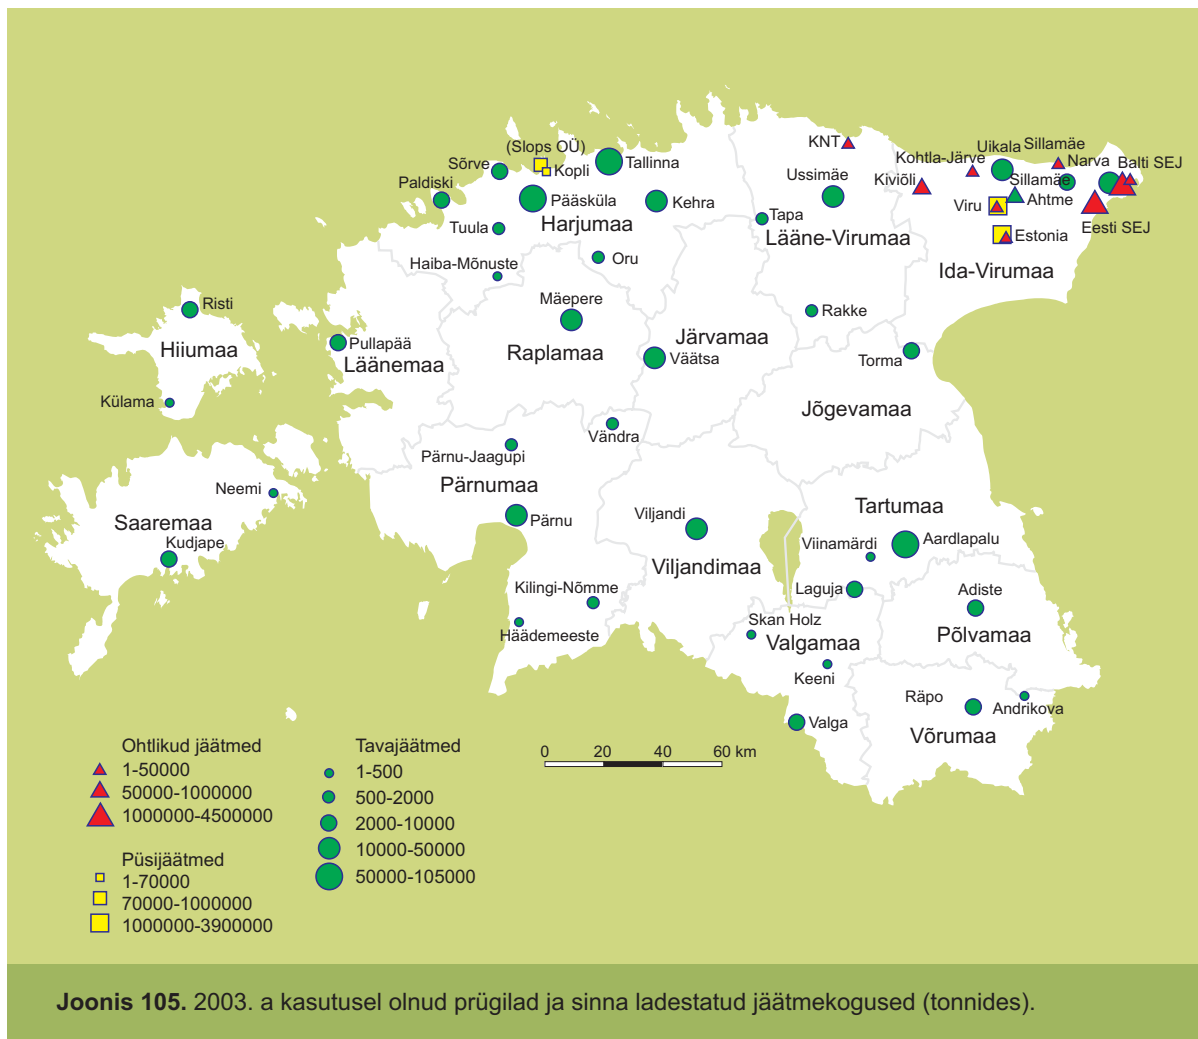 (Slops OÜ)
Kopli
Sõrve
Tallinna
Paldiski
Pääsküla
Kehra
Harjumaa
Tuula
Oru
Haiba-Mõnuste
KNT
Kohtla-Järve
Uikala
Sillamäe
Narva
Balti SEJ
Kiviõli
Sillamäe
Ahtme
Ussimäe
Viru
Tapa
Lääne-Virumaa
Estonia
Eesti SEJ
Ida-Virumaa
Rakke
Risti
Hiiumaa
Külama
Pullapää
Läänemaa
Mäepere
Raplamaa
Järvamaa
Väätsa
Torma
Jõgevamaa
Vändra
Pärnu-Jaagupi
Pärnumaa
Pärnu
Neemi
Saaremaa
Kudjape
Viljandi
Viljandimaa
Tartumaa
Viinamärdi
Aardlapalu
Laguja
Kilingi-Nõmme
Häädemeeste
Adiste
Põlvamaa
Skan Holz
Valgamaa
Keeni
Valga
Räpo
Andrikova
Võrumaa
Ohtlikud jäätmed
1-50000
50000-1000000
1000000-4500000
Püsijäätmed
1-70000
70000-1000000
1000000-3900000
Tavajäätmed
1-500
500-2000
2000-10000
10000-50000
50000-105000
0 20 40 60 km
Joonis 105. 2003. a kasutusel olnud prügilad ja sinna ladestatud jäätmekogused (tonnides).